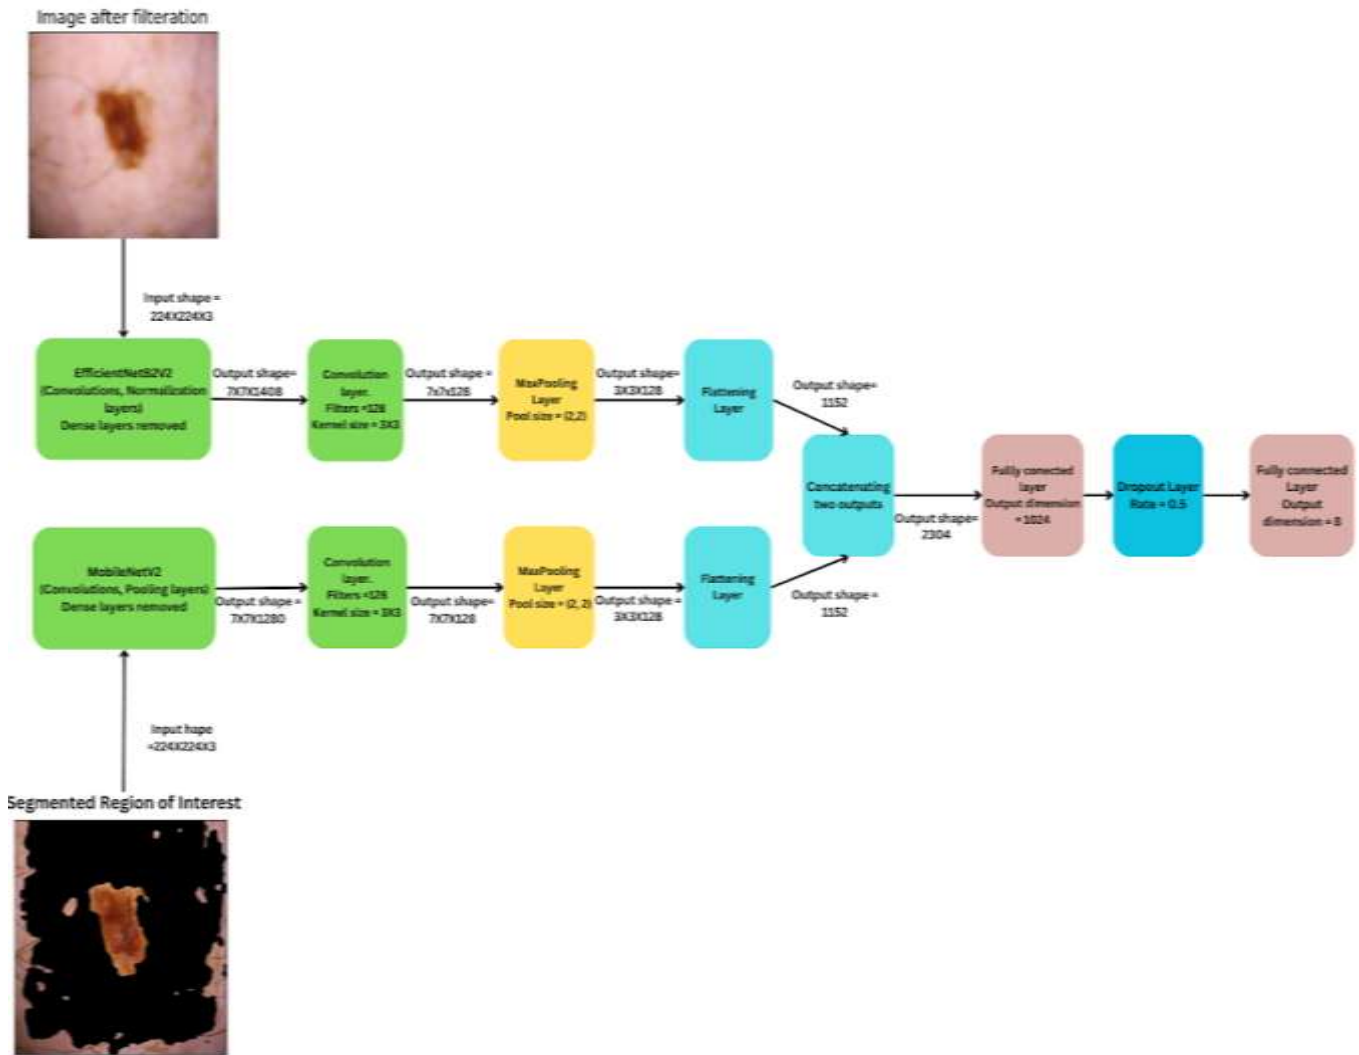 Image after filteration
Input shape =
224X224X3
EfficientNetB2V2
(Convolutions, Normalization
layers)
Dense layers removed
Output shape=
7X7X1408
Convolution
layer.
Filters =128
Kernel size = 3X3
Output shape =
7x7x128
MaxPooling
Layer
Pool size = (2,2)
Output shape=
3X3X128
Flattening
Layer
Output shape=
1152
Concatenating
two outputs
Output shape=
2304
Fullly conected
layer
Output dimension
= 1024
Dropout Layer
Rate = 0.5
Fully connected
Layer
Output
dimension = 8
MobileNetV2
(Convolutions, Pooling layers)
Dense layers removed
Output shape =
7X7X1280
Convolution
layer.
Filters =128
Kernel size = 3X3
Output shape=
7X7X128
MaxPooling
Layer
Pool size = (2, 2)
Output shape =
3X3X128
Flattening
Layer
Output shape =
1152
Input hape
=224X224X3
Segmented Region of Interest